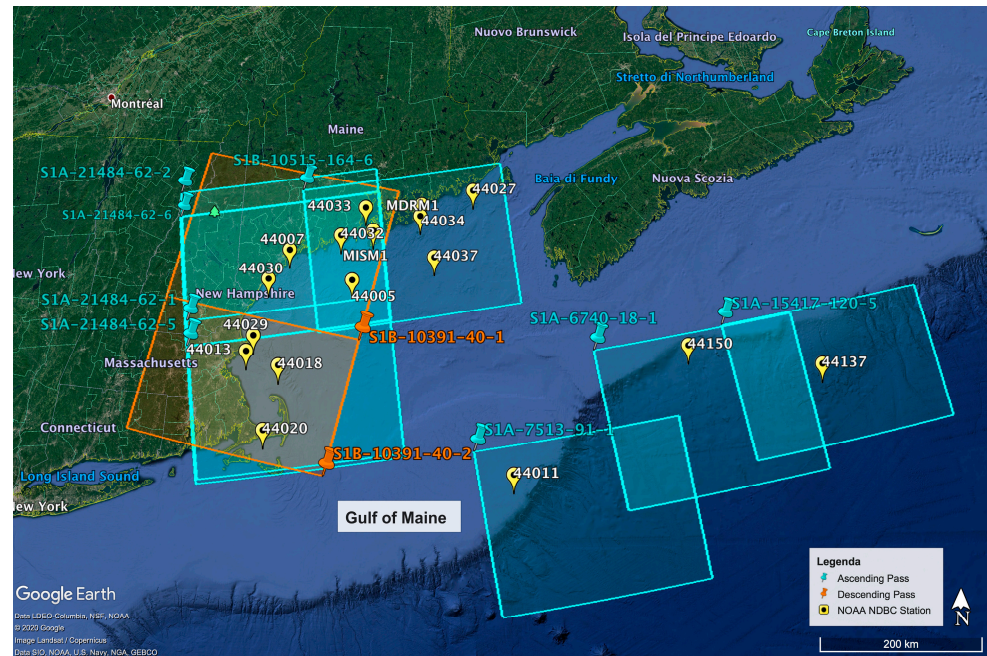 Nuovo Brunswick
Isola del Principe Edoardo
Cape Breton Island
Stretto di Northumberland
Montréal
Maine
S1B-10515-164-6
S1A-21484-62-2
Baia di Fundy
Nuova Scozia
44027
44033
MDRM1
S1A-21484-62-6
44034
44032
44007
MISM1
44037
44030
ew York
New Hampshire
44005
S1A-21484-62-1
S1A-15417-120-5
S1A-21484-62-5
44029
S1A-6740-18-1
S1B-10391-40-1
44150
44013
Massachusetts
44018
44137
Connecticut
44020
S1A-7513-91-1
S1B-10391-40-2
Long Island Sound
44011
ew York
Gulf of Maine
Legenda
Ascending Pass
Descending Pass
NOAA NDBC Station
N
200 km
Google Earth
Data LDEO-Columbia, NSF, NOAA
© 2020 Google
Image Landsat / Copernicus
Data SIO, NOAA, U.S. Navy, NGA, GEBCO